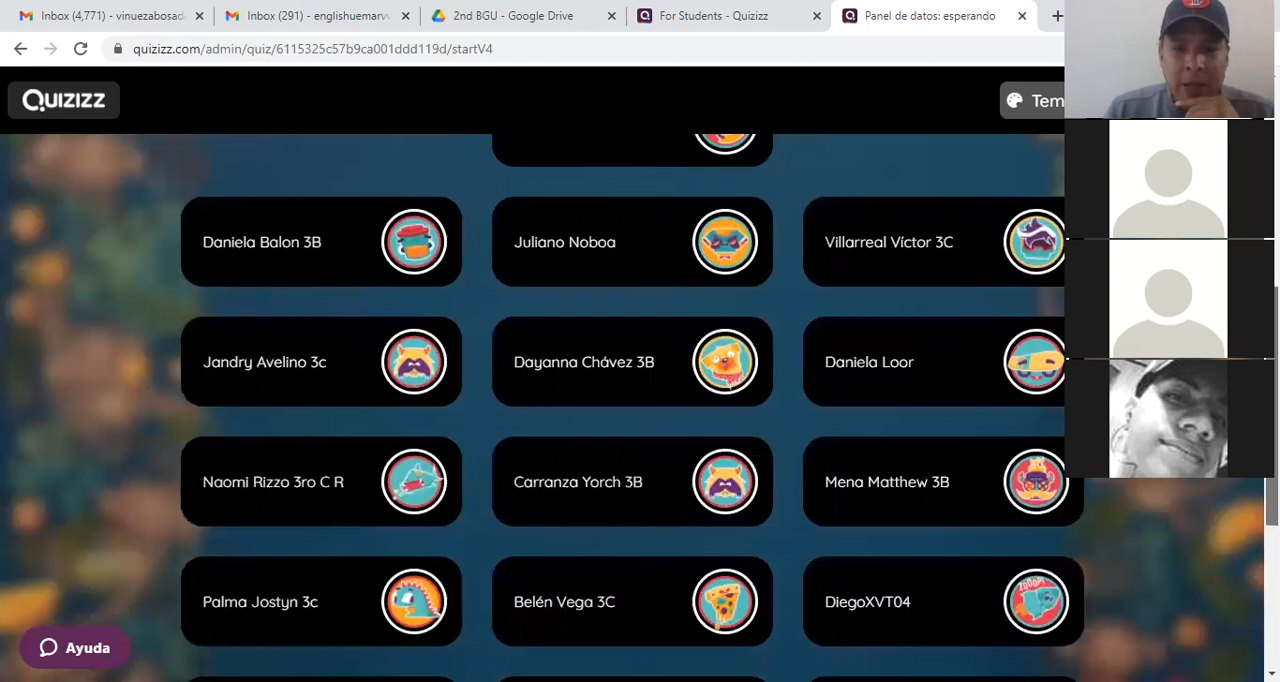 Inbox (4,771) - vinuezabosad
Inbox (291) - englishuemarv
2nd BGU - Google Drive
For Students - Quizizz
Panel de datos: esperando
quizizz.com/admin/quiz/6115325c57b9ca001ddd119d/startV4
QUIZIZZ
Tem
Daniela Balon 3B
Juliano Noboa
Villarreal Víctor 3C
Jandry Avelino 3c
Dayanna Chávez 3B
Daniela Loor
Naomi Rizzo 3ro C R
Carranza Yorch 3B
Mena Matthew 3B
Palma Jostyn 3c
Belén Vega 3C
DiegoXVT04
Ayuda